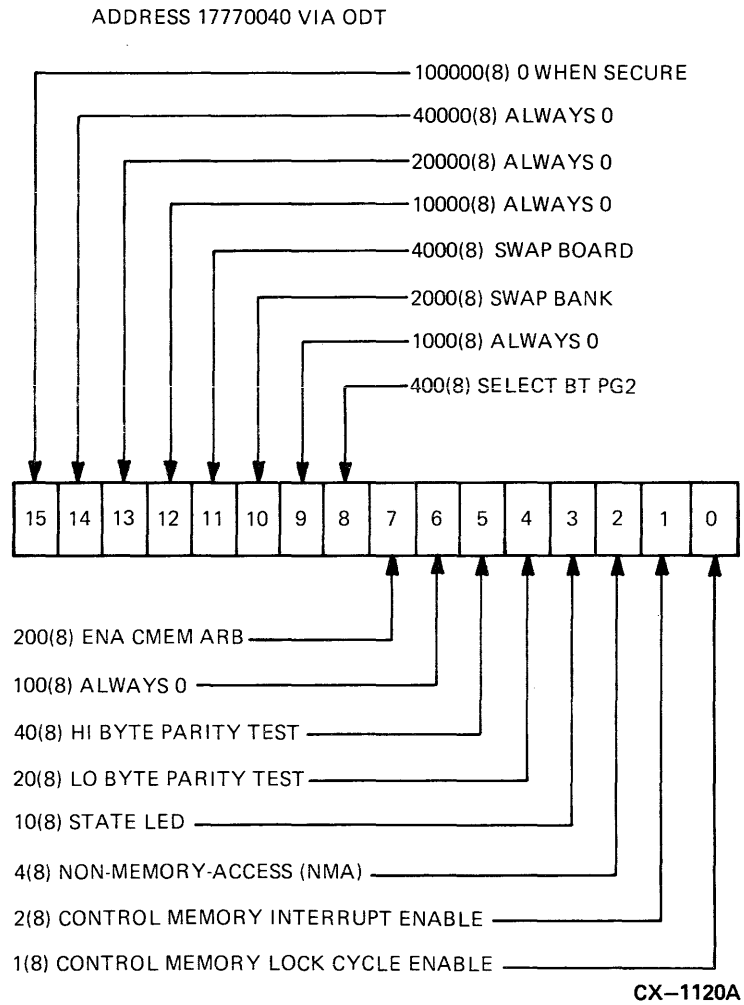 ADDRESS 17770040 VIA ODT
100000(8) 0 WHEN SECURE
40000(8) ALWAYS 0
20000(8) ALWAYS 0
10000(8) ALWAYS 0
4000(8) SWAP BOARD
2000(8) SWAP BANK
1000(8) ALWAYS 0
400(8) SELECT BT PG2
15 14 13 12 11 10 9 8 7 6 5 4 3 2 1 0
200(8) ENA CMEM ARB
100(8) ALWAYS 0
40(8) HI BYTE PARITY TEST
20(8) LO BYTE PARITY TEST
10(8) STATE LED
4(8) NON-MEMORY-ACCESS (NMA)
2(8) CONTROL MEMORY INTERRUPT ENABLE
1(8) CONTROL MEMORY LOCK CYCLE ENABLE
CX–1120A